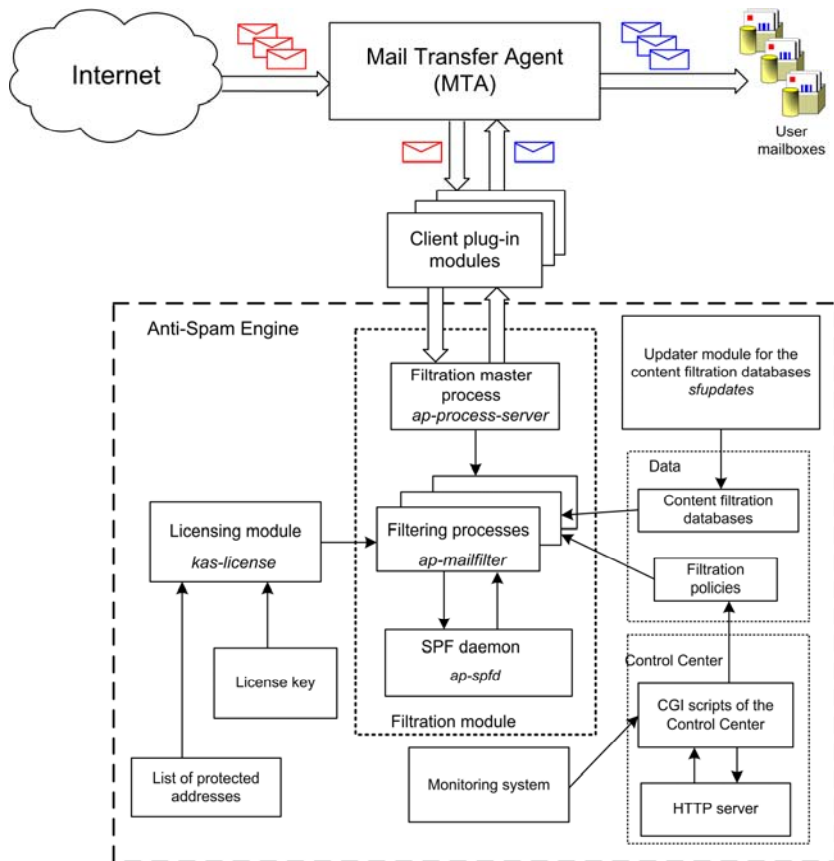 Internet
Mail Transfer Agent
(MTA)
User
mailboxes
Client plug-in
modules
Anti-Spam Engine
Filtration master
process
ap-process-server
Updater module for the
content filtration databases
sfupdates
Data
Content filtration
databases
Licensing module
kas-license
Filtering processes
ap-mailfilter
Filtration
policies
SPF daemon
ap-spfd
License key
Filtration module
Control Center
CGI scripts of the
Control Center
List of protected
addresses
Monitoring system
HTTP server